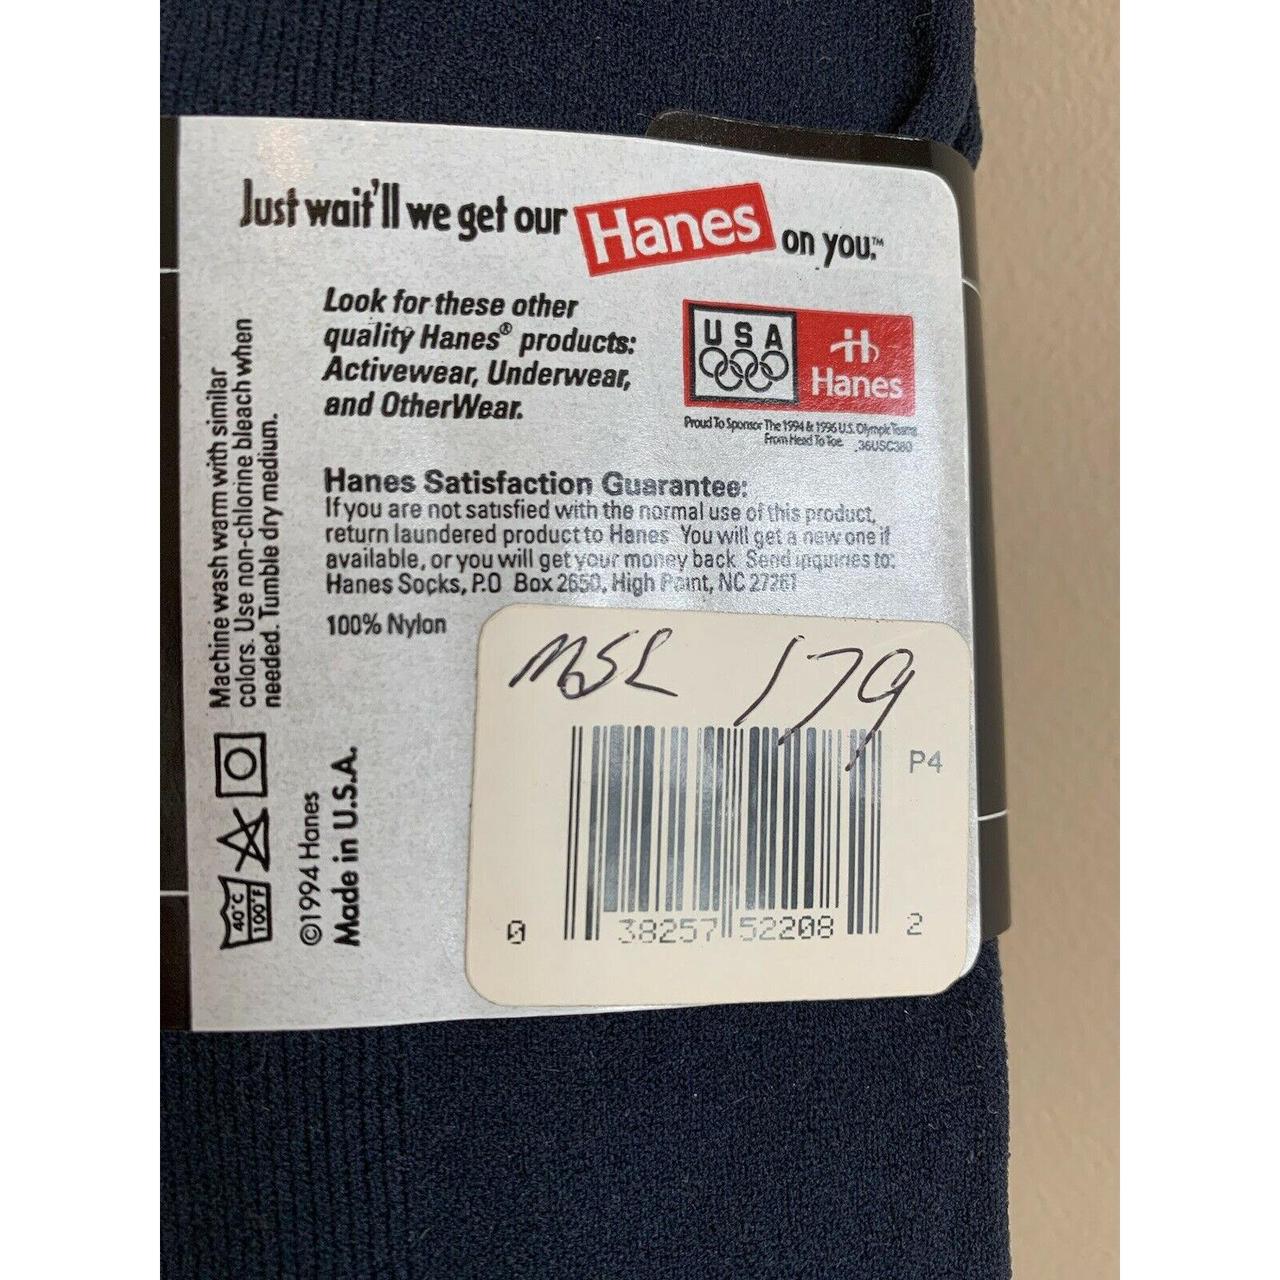 Just wait'll we get our Hanes on you.™
Look for these other
quality Hanes® products:
Activewear, Underwear,
and OtherWear.
USA
Hanes
Proud To Sponsor The 1994 & 1996 U.S. Olympic Teams
From Head To Toe. 36USC380
Hanes Satisfaction Guarantee:
If you are not satisfied with the normal use of this product,
return laundered product to Hanes You will get a new one if
available, or you will get your money back Send inquiries to:
Hanes Socks, P.O Box 2650, High Point, NC 27261
100% Nylon
Machine wash warm with similar
colors. Use non-chlorine bleach when
needed. Tumble dry medium.
40°C
100°F
©1994 Hanes
Made in U.S.A.
179
P4
0 38257 52208 2